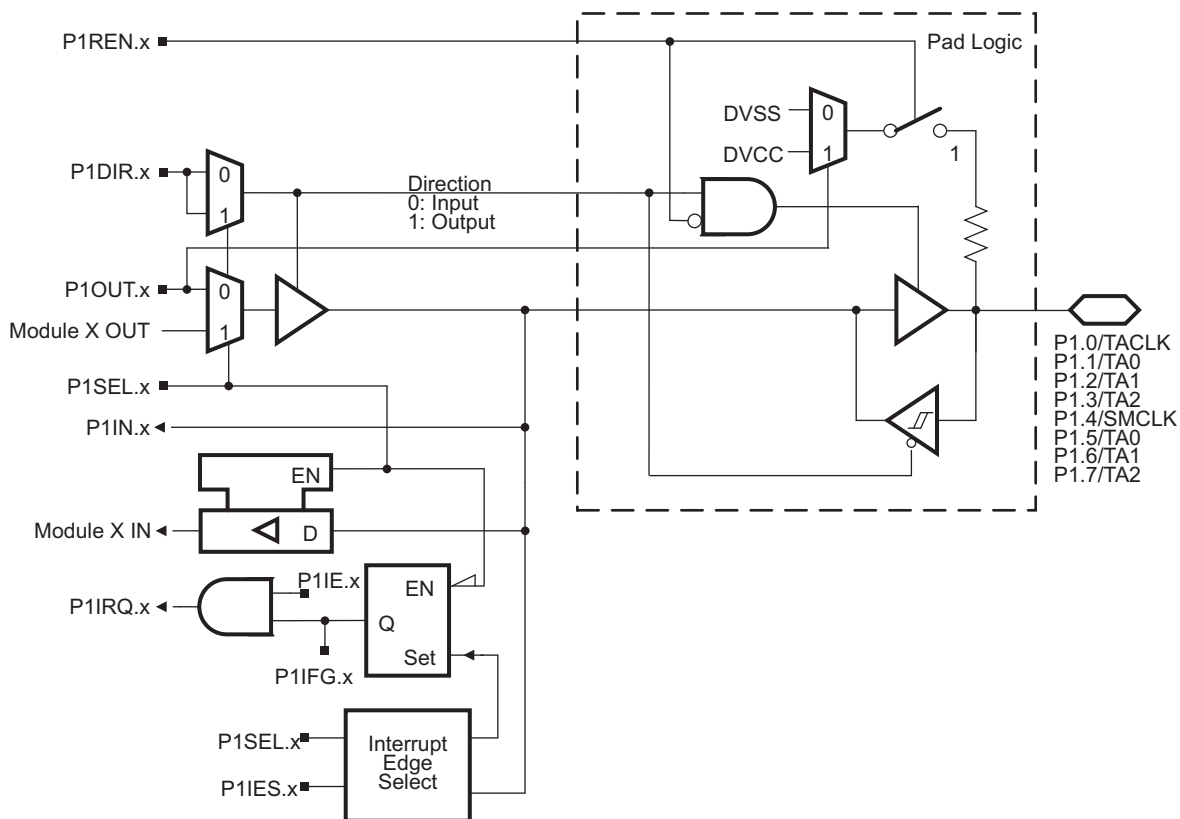 P1REN.x
Pad Logic
DVSS
0
DVCC
1
1
P1DIR.x
0
1
Direction
0: Input
1: Output
P1OUT.x
0
Module X OUT
1
P1SEL.x
P1IN.x
EN
Module X IN
D
P1IE.x
EN
P1IRQ.x
Q
P1IFG.x
Set
P1SEL.x
P1IES.x
Interrupt
Edge
Select
P1.0/TACLK
P1.1/TA0
P1.2/TA1
P1.3/TA2
P1.4/SMCLK
P1.5/TA0
P1.6/TA1
P1.7/TA2